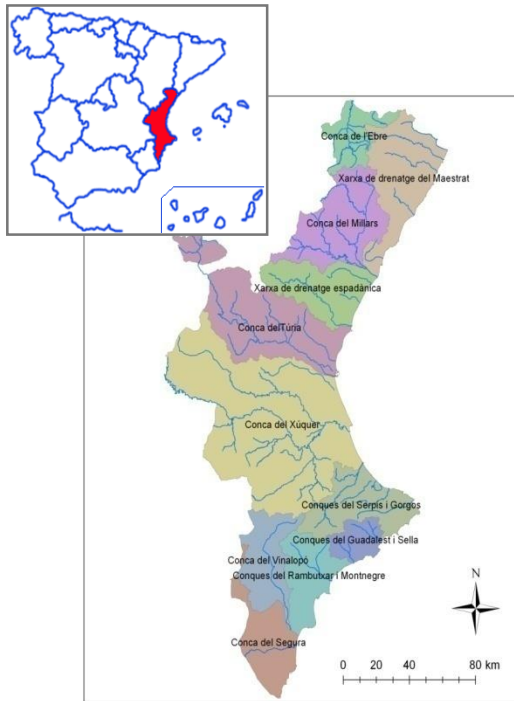 Conca de l'Ebre
Xarxa de drenatge del Maestrat
Conca del Millars
Xarxa de drenatge espadànica
Conca delTúria
Conca del Xúquer
Conques del Serpis i Gorgos
Conques del Guadalest i Sella
Conca del Vinalopó
Conques del Rambutxar i Montnegre
Conca del Segura
N
0 20 40 80 km